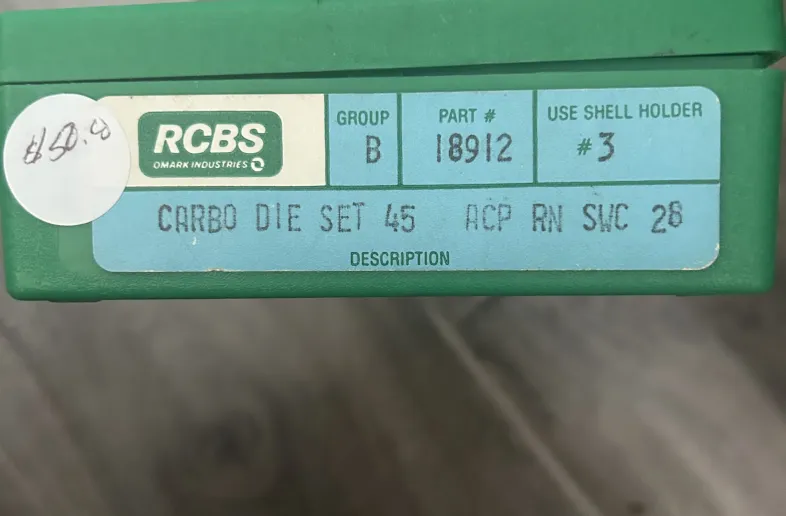 $50.00
RCBS
OMARK INDUSTRIES
GROUP
B
PART #
18912
USE SHELL HOLDER
#3
CARBO DIE SET 45 ACP RN SWC 28
DESCRIPTION